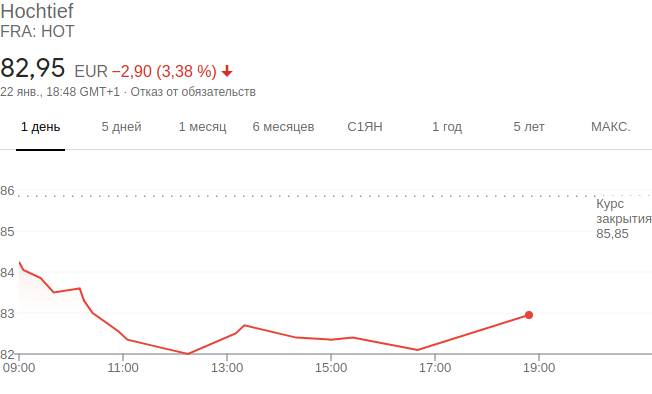 Hochtief
FRA: HOT
82,95 EUR −2,90 (3,38 %)
22 янв., 18:48 GMT+1 · Отказ от обязательств
1 день 5 дней 1 месяц 6 месяцев С1ЯН 1 год 5 лет МАКС.
86
Курс
закрытия
85,85
85
84
83
82
09:00 11:00 13:00 15:00 17:00 19:00